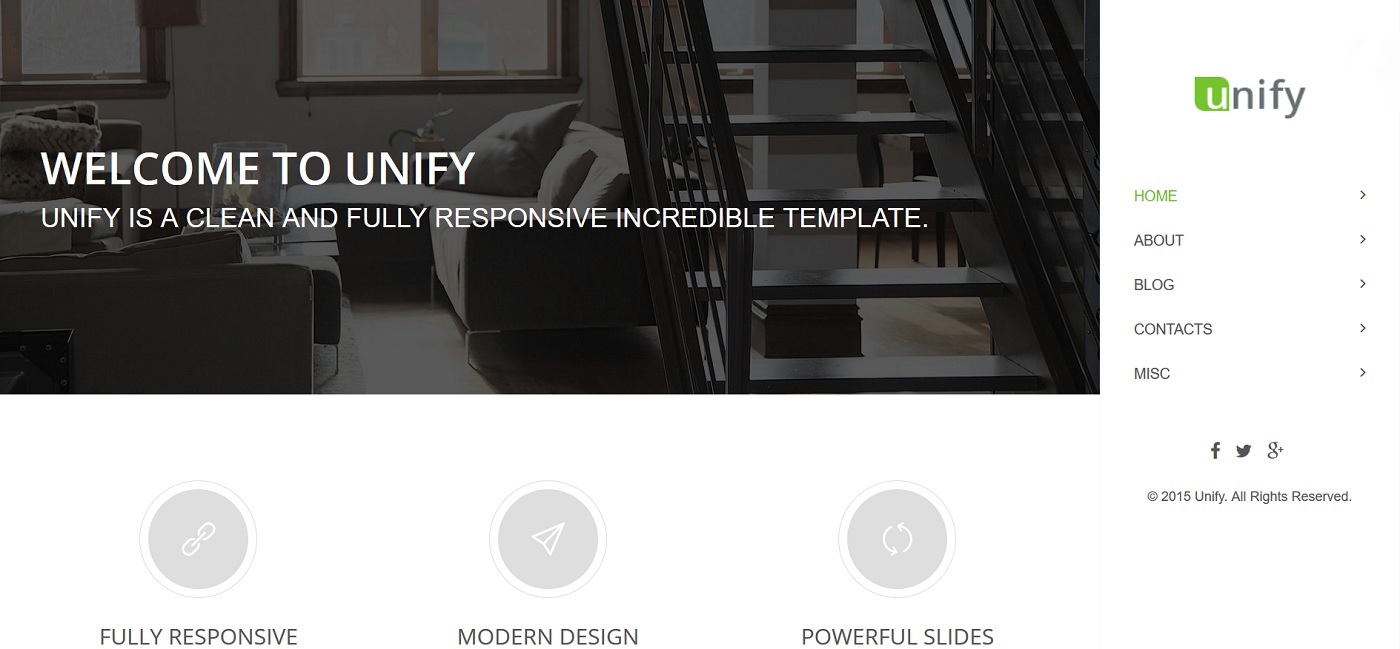 WELCOME TO UNIFY
UNIFY IS A CLEAN AND FULLY RESPONSIVE INCREDIBLE TEMPLATE.
FULLY RESPONSIVE
MODERN DESIGN
POWERFUL SLIDES
unify
HOME
ABOUT
BLOG
CONTACTS
MISC
© 2015 Unify. All Rights Reserved.